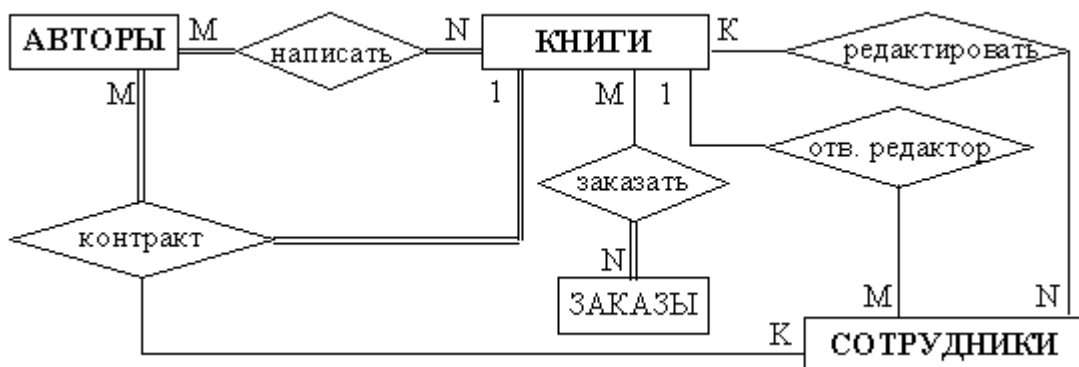 АВТОРЫ
M
написать
N
КНИГИ
K
редактировать
M
1
M
1
отв. редактор
заказать
контракт
N
ЗАКАЗЫ
M
N
K
СОТРУДНИКИ